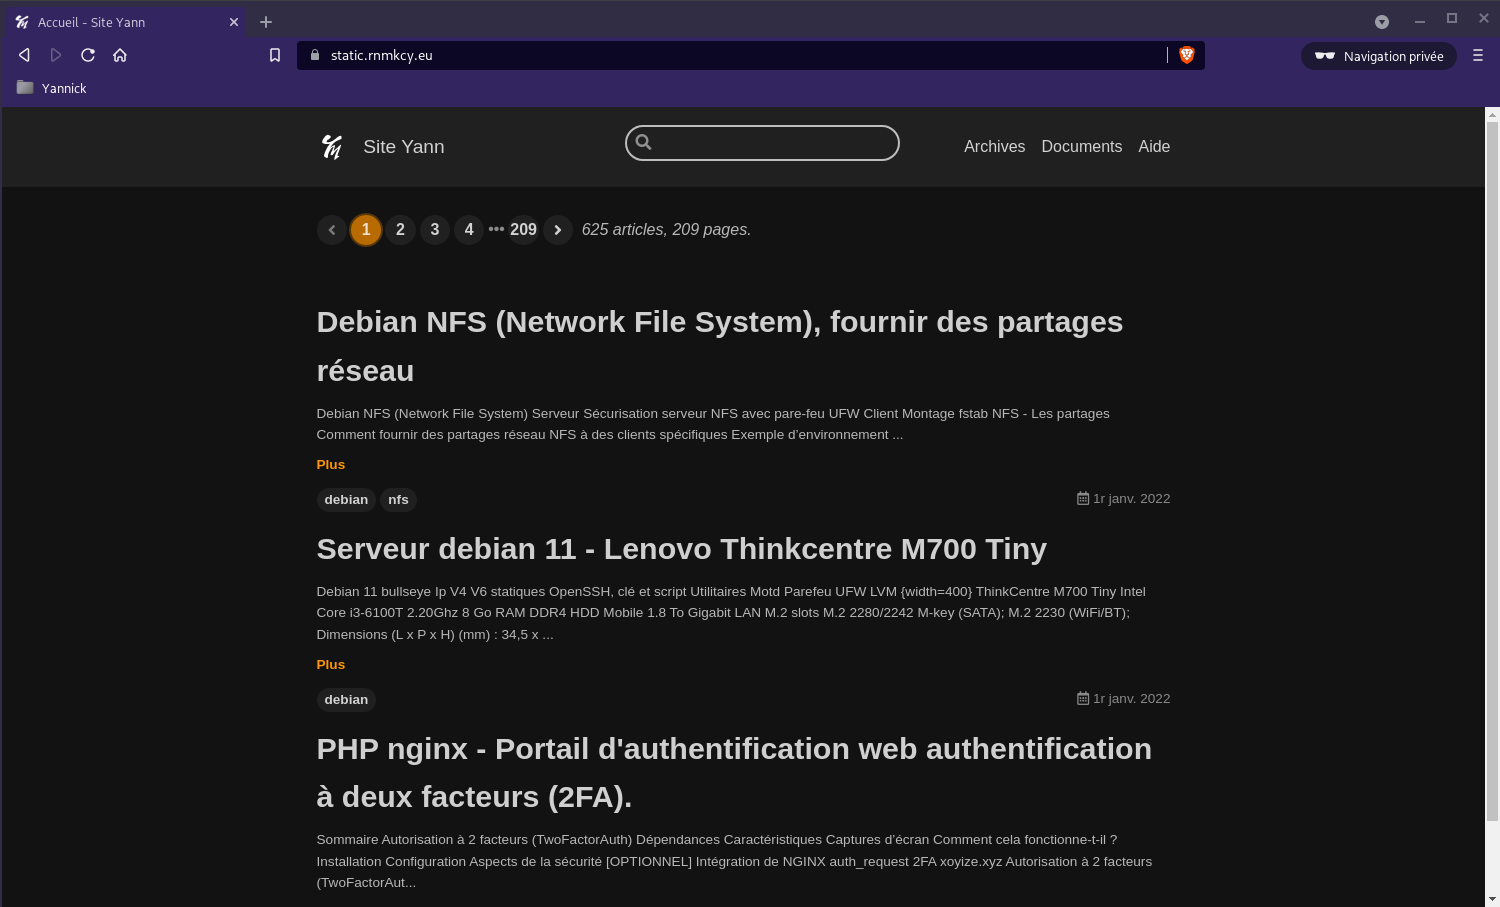 Accueil - Site Yann
static.rnmkcy.eu
Navigation privée
Yannick
Site Yann
Archives Documents Aide
1 2 3 4 ••• 209 625 articles, 209 pages.
Debian NFS (Network File System), fournir des partages
réseau
Debian NFS (Network File System) Serveur Sécurisation serveur NFS avec pare-feu UFW Client Montage fstab NFS - Les partages
Comment fournir des partages réseau NFS à des clients spécifiques Exemple d’environnement ...
Plus
debian nfs 1r janv. 2022
Serveur debian 11 - Lenovo Thinkcentre M700 Tiny
Debian 11 bullseye Ip V4 V6 statiques OpenSSH, clé et script Utilitaires Motd Parefeu UFW LVM {width=400} ThinkCentre M700 Tiny Intel
Core i3-6100T 2.20Ghz 8 Go RAM DDR4 HDD Mobile 1.8 To Gigabit LAN M.2 slots M.2 2280/2242 M-key (SATA); M.2 2230 (WiFi/BT);
Dimensions (L x P x H) (mm) : 34,5 x ...
Plus
debian 1r janv. 2022
PHP nginx - Portail d'authentification web authentification
à deux facteurs (2FA).
Sommaire Autorisation à 2 facteurs (TwoFactorAuth) Dépendances Caractéristiques Captures d’écran Comment cela fonctionne-t-il ?
Installation Configuration Aspects de la sécurité [OPTIONNEL] Intégration de NGINX auth_request 2FA xoyize.xyz Autorisation à 2 facteurs
(TwoFactorAut...